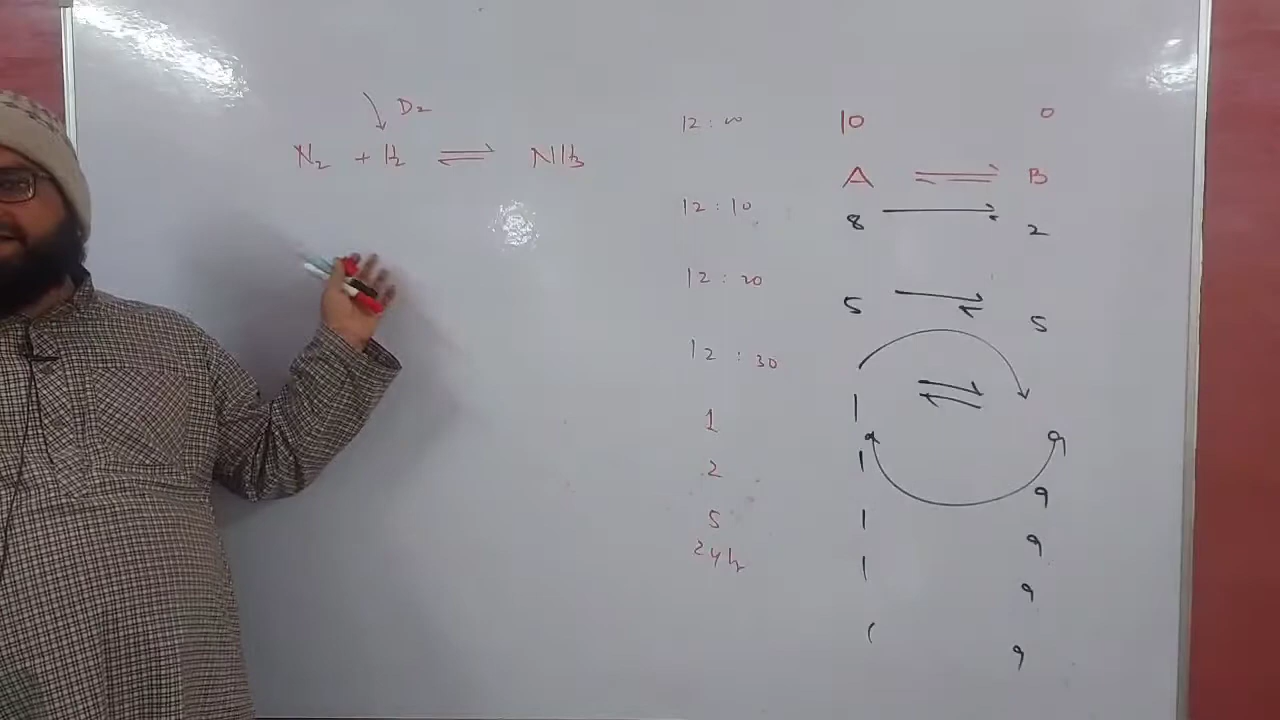 D2
N2 + H2 ⇌ NH3
12 : 00 10 0
A ⇌ B
12 : 10 8 → 2
12 : 20 5 ⇌ 5
12 : 30 1 ⇌ 9
1 1 9
2 1 9
5 1 9
24h 1 9